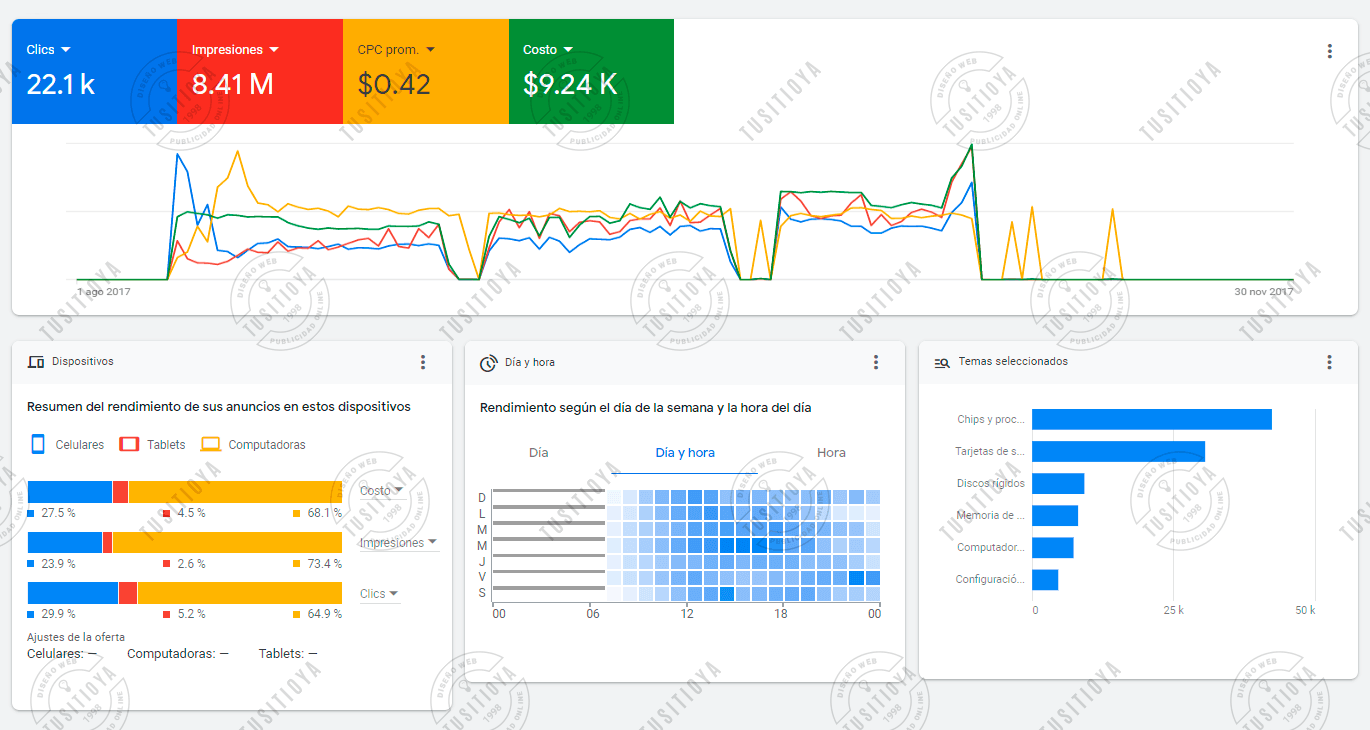 Clics
Impresiones
CPC prom.
Costo
22.1 k
8.41 M
$0.42
$9.24 K
1 ago 2017
30 nov 2017
Dispositivos
Resumen del rendimiento de sus anuncios en estos dispositivos
Celulares
Tablets
Computadoras
Costo
27.5 %
4.5 %
68.1 %
Impresiones
23.9 %
2.6 %
73.4 %
Clics
29.9 %
5.2 %
64.9 %
Ajustes de la oferta
Celulares: —
Computadoras: —
Tablets: —
Día y hora
Rendimiento según el día de la semana y la hora del día
Día
Día y hora
Hora
D
L
M
M
J
V
S
00
06
12
18
00
Temas seleccionados
Chips y proc...
Tarjetas de s...
Discos rígidos
Memoria de ...
Computador...
Configuració...
0
25 k
50 k
DISEÑO WEB
TUSITIOYA
1998
PUBLICIDAD ONLINE